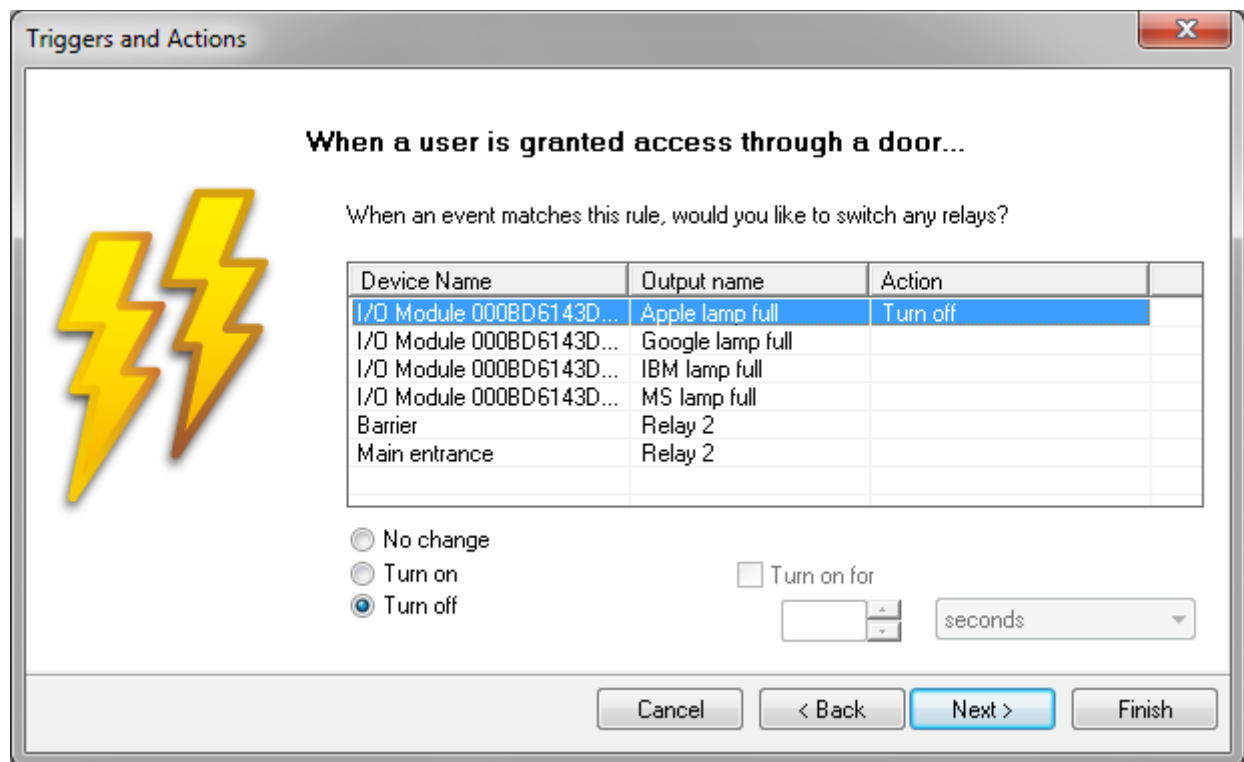 Triggers and Actions
When a user is granted access through a door...
When an event matches this rule, would you like to switch any relays?
Device Name Output name Action
I/O Module 000BD6143D... Apple lamp full Turn off
I/O Module 000BD6143D... Google lamp full
I/O Module 000BD6143D... IBM lamp full
I/O Module 000BD6143D... MS lamp full
Barrier Relay 2
Main entrance Relay 2
No change
Turn on Turn on for
Turn off seconds
Cancel < Back Next > Finish